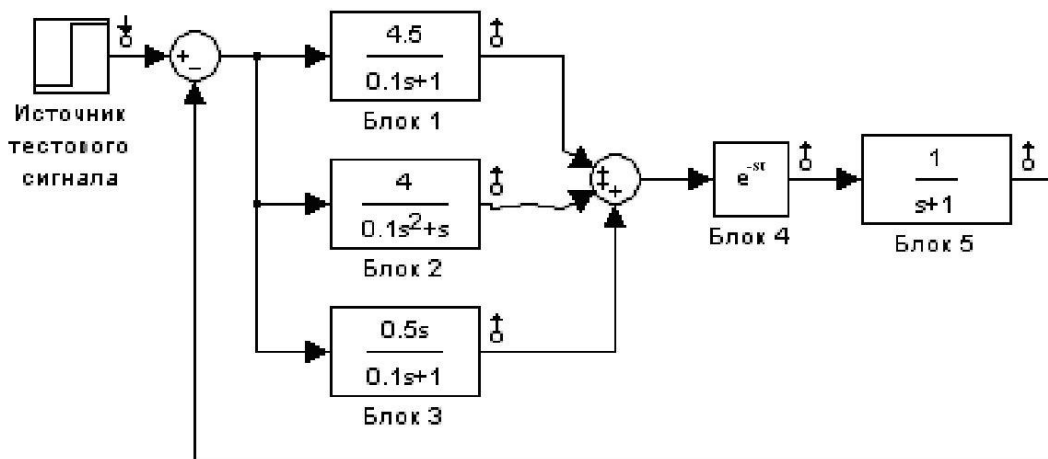 Источник
тестового
сигнала
+
−
4.5
0.1s+1
Блок 1
4
0.1s²+s
Блок 2
0.5s
0.1s+1
Блок 3
+
+
+
e^-sτ
Блок 4
1
s+1
Блок 5